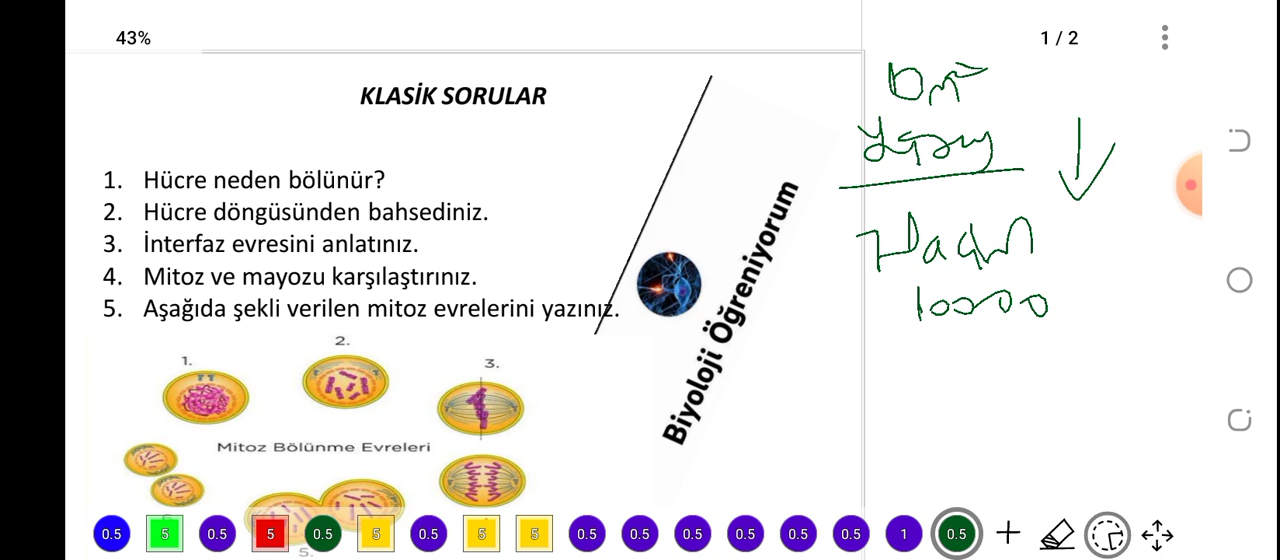 43%
1 / 2
KLASİK SORULAR
1. Hücre neden bölünür?
2. Hücre döngüsünden bahsediniz.
3. İnterfaz evresini anlatınız.
4. Mitoz ve mayozu karşılaştırınız.
5. Aşağıda şekli verilen mitoz evrelerini yazınız.
Biyoloji Öğreniyorum
10000
1.
2.
3.
Mitoz Bölünme Evreleri
5.
0.5 5 0.5 5 0.5 5 0.5 5 5 0.5 0.5 0.5 0.5 0.5 0.5 1 0.5